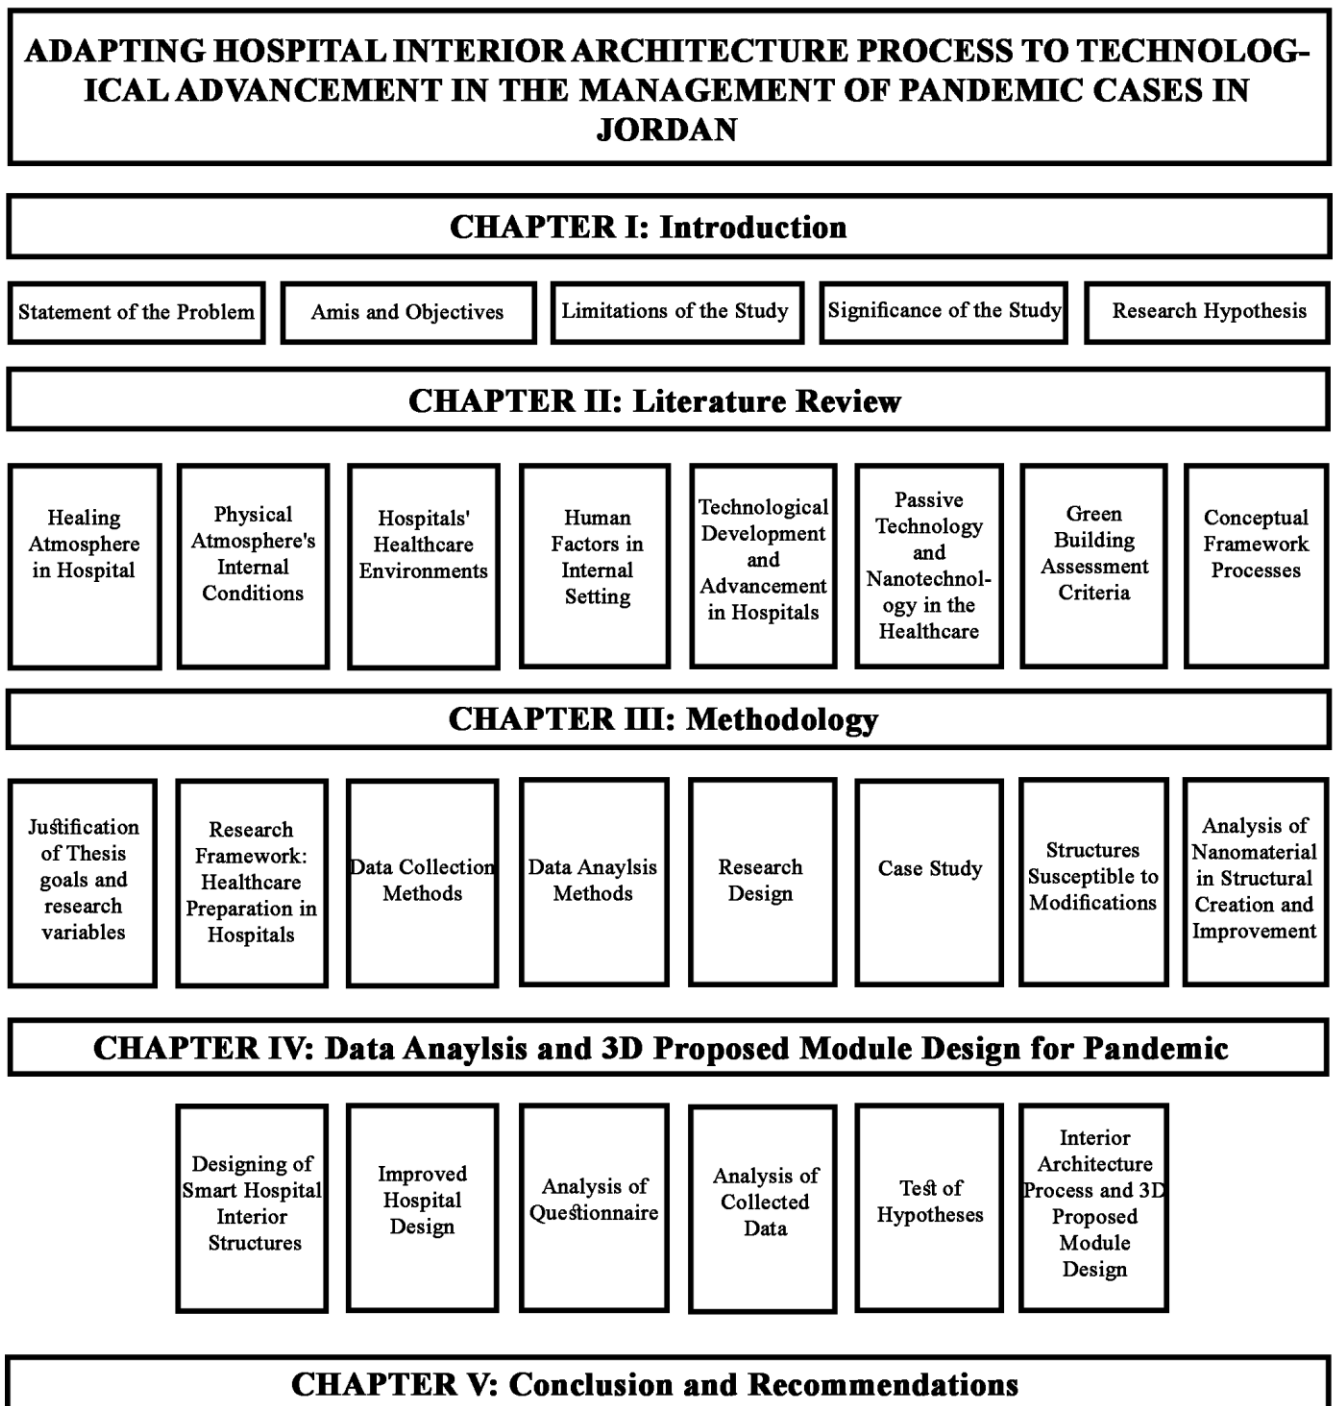 ADAPTING HOSPITAL INTERIOR ARCHITECTURE PROCESS TO TECHNOLOG-
ICAL ADVANCEMENT IN THE MANAGEMENT OF PANDEMIC CASES IN
JORDAN
CHAPTER I: Introduction
Statement of the Problem
Amis and Objectives
Limitations of the Study
Significance of the Study
Research Hypothesis
CHAPTER II: Literature Review
Healing
Atmosphere
in Hospital
Physical
Atmosphere's
Internal
Conditions
Hospitals'
Healthcare
Environments
Human
Factors in
Internal
Setting
Technological
Development
and
Advancement
in Hospitals
Passive
Technology
and
Nanotechnol-
ogy in the
Healthcare
Green
Building
Assessment
Criteria
Conceptual
Framework
Processes
CHAPTER III: Methodology
Justification
of Thesis
goals and
research
variables
Research
Framework:
Healthcare
Preparation in
Hospitals
Data Collection
Methods
Data Anaylsis
Methods
Research
Design
Case Study
Structures
Susceptible to
Modifications
Analysis of
Nanomaterial
in Structural
Creation and
Improvement
CHAPTER IV: Data Anaylsis and 3D Proposed Module Design for Pandemic
Designing of
Smart Hospital
Interior
Structures
Improved
Hospital
Design
Analysis of
Questionnaire
Analysis of
Collected
Data
Test of
Hypotheses
Interior
Architecture
Process and 3D
Proposed
Module
Design
CHAPTER V: Conclusion and Recommendations